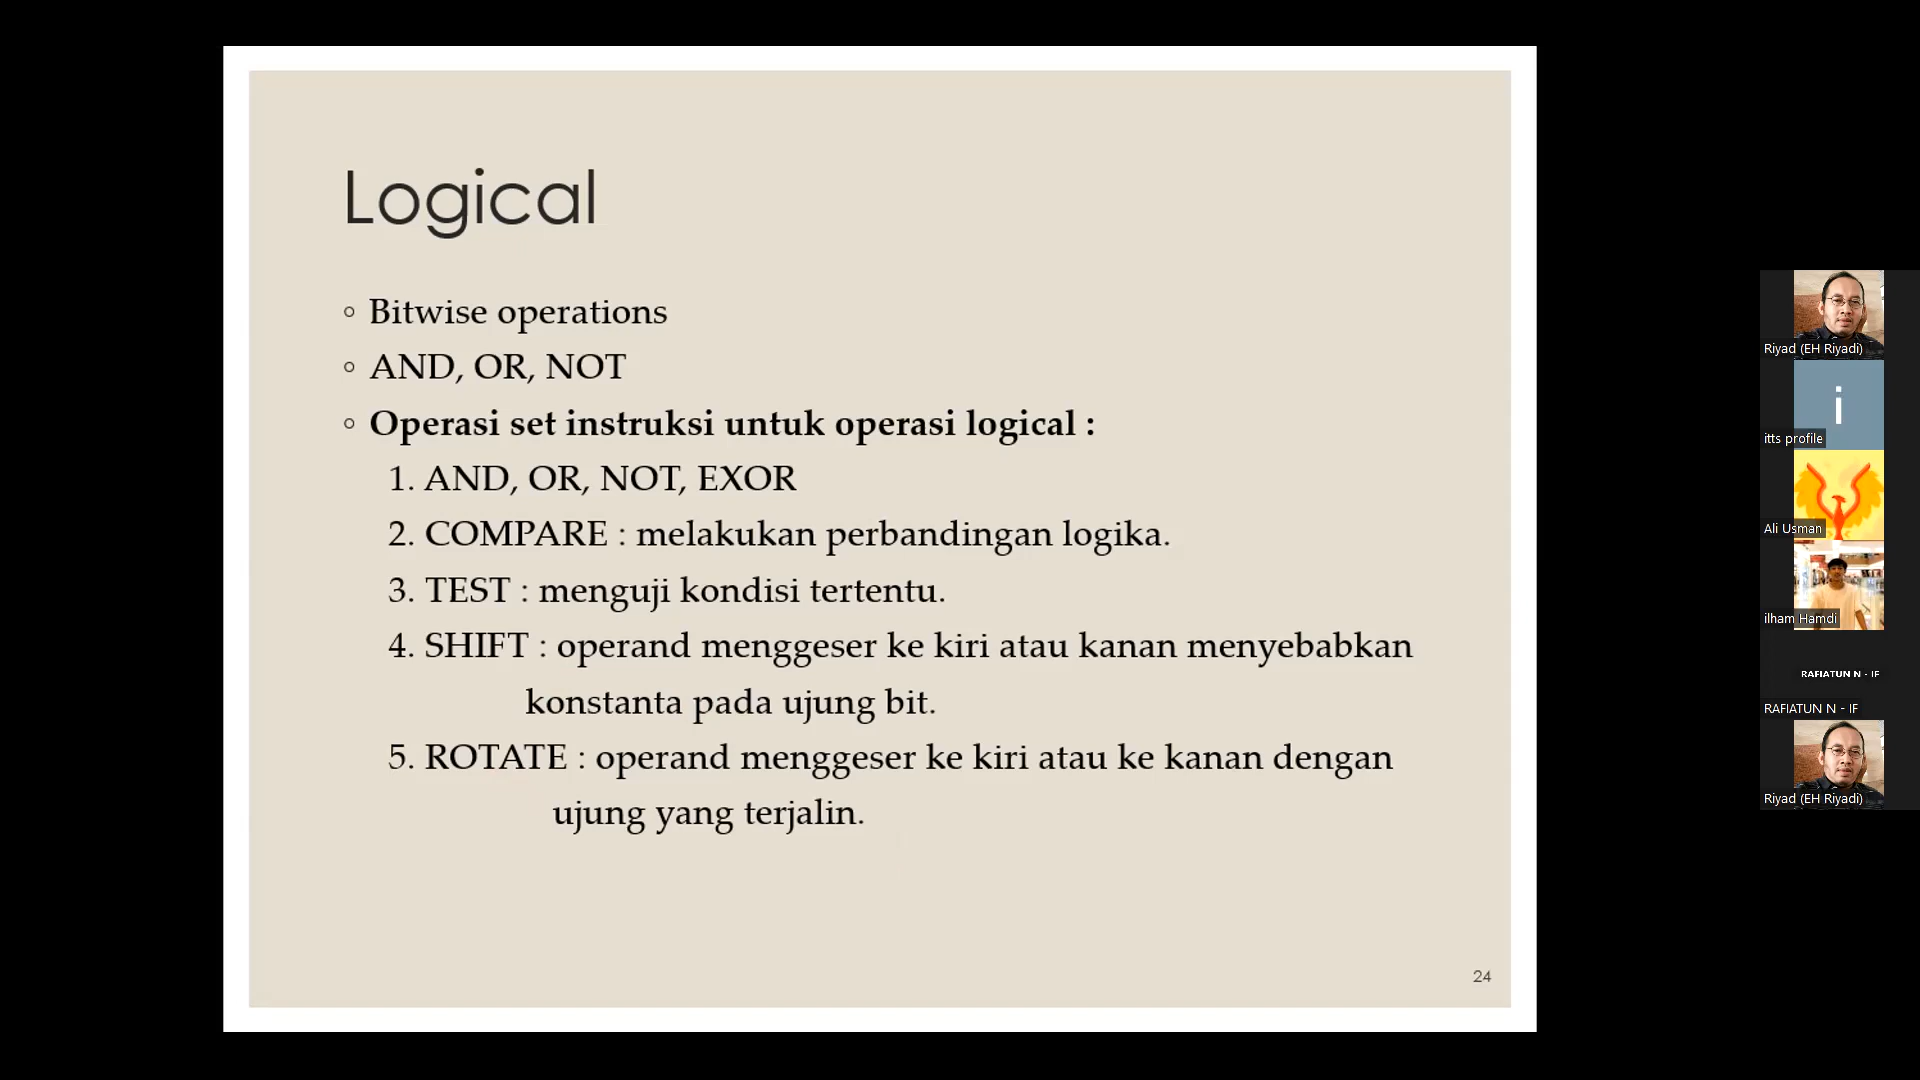 Logical
◦ Bitwise operations
◦ AND, OR, NOT
◦ Operasi set instruksi untuk operasi logical :
1. AND, OR, NOT, EXOR
2. COMPARE : melakukan perbandingan logika.
3. TEST : menguji kondisi tertentu.
4. SHIFT : operand menggeser ke kiri atau kanan menyebabkan
konstanta pada ujung bit.
5. ROTATE : operand menggeser ke kiri atau ke kanan dengan
ujung yang terjalin.
24
Riyad (EH Riyadi)
i
itts profile
Ali Usman
ilham Hamdi
RAFIATUN N - IF
RAFIATUN N - IF
Riyad (EH Riyadi)